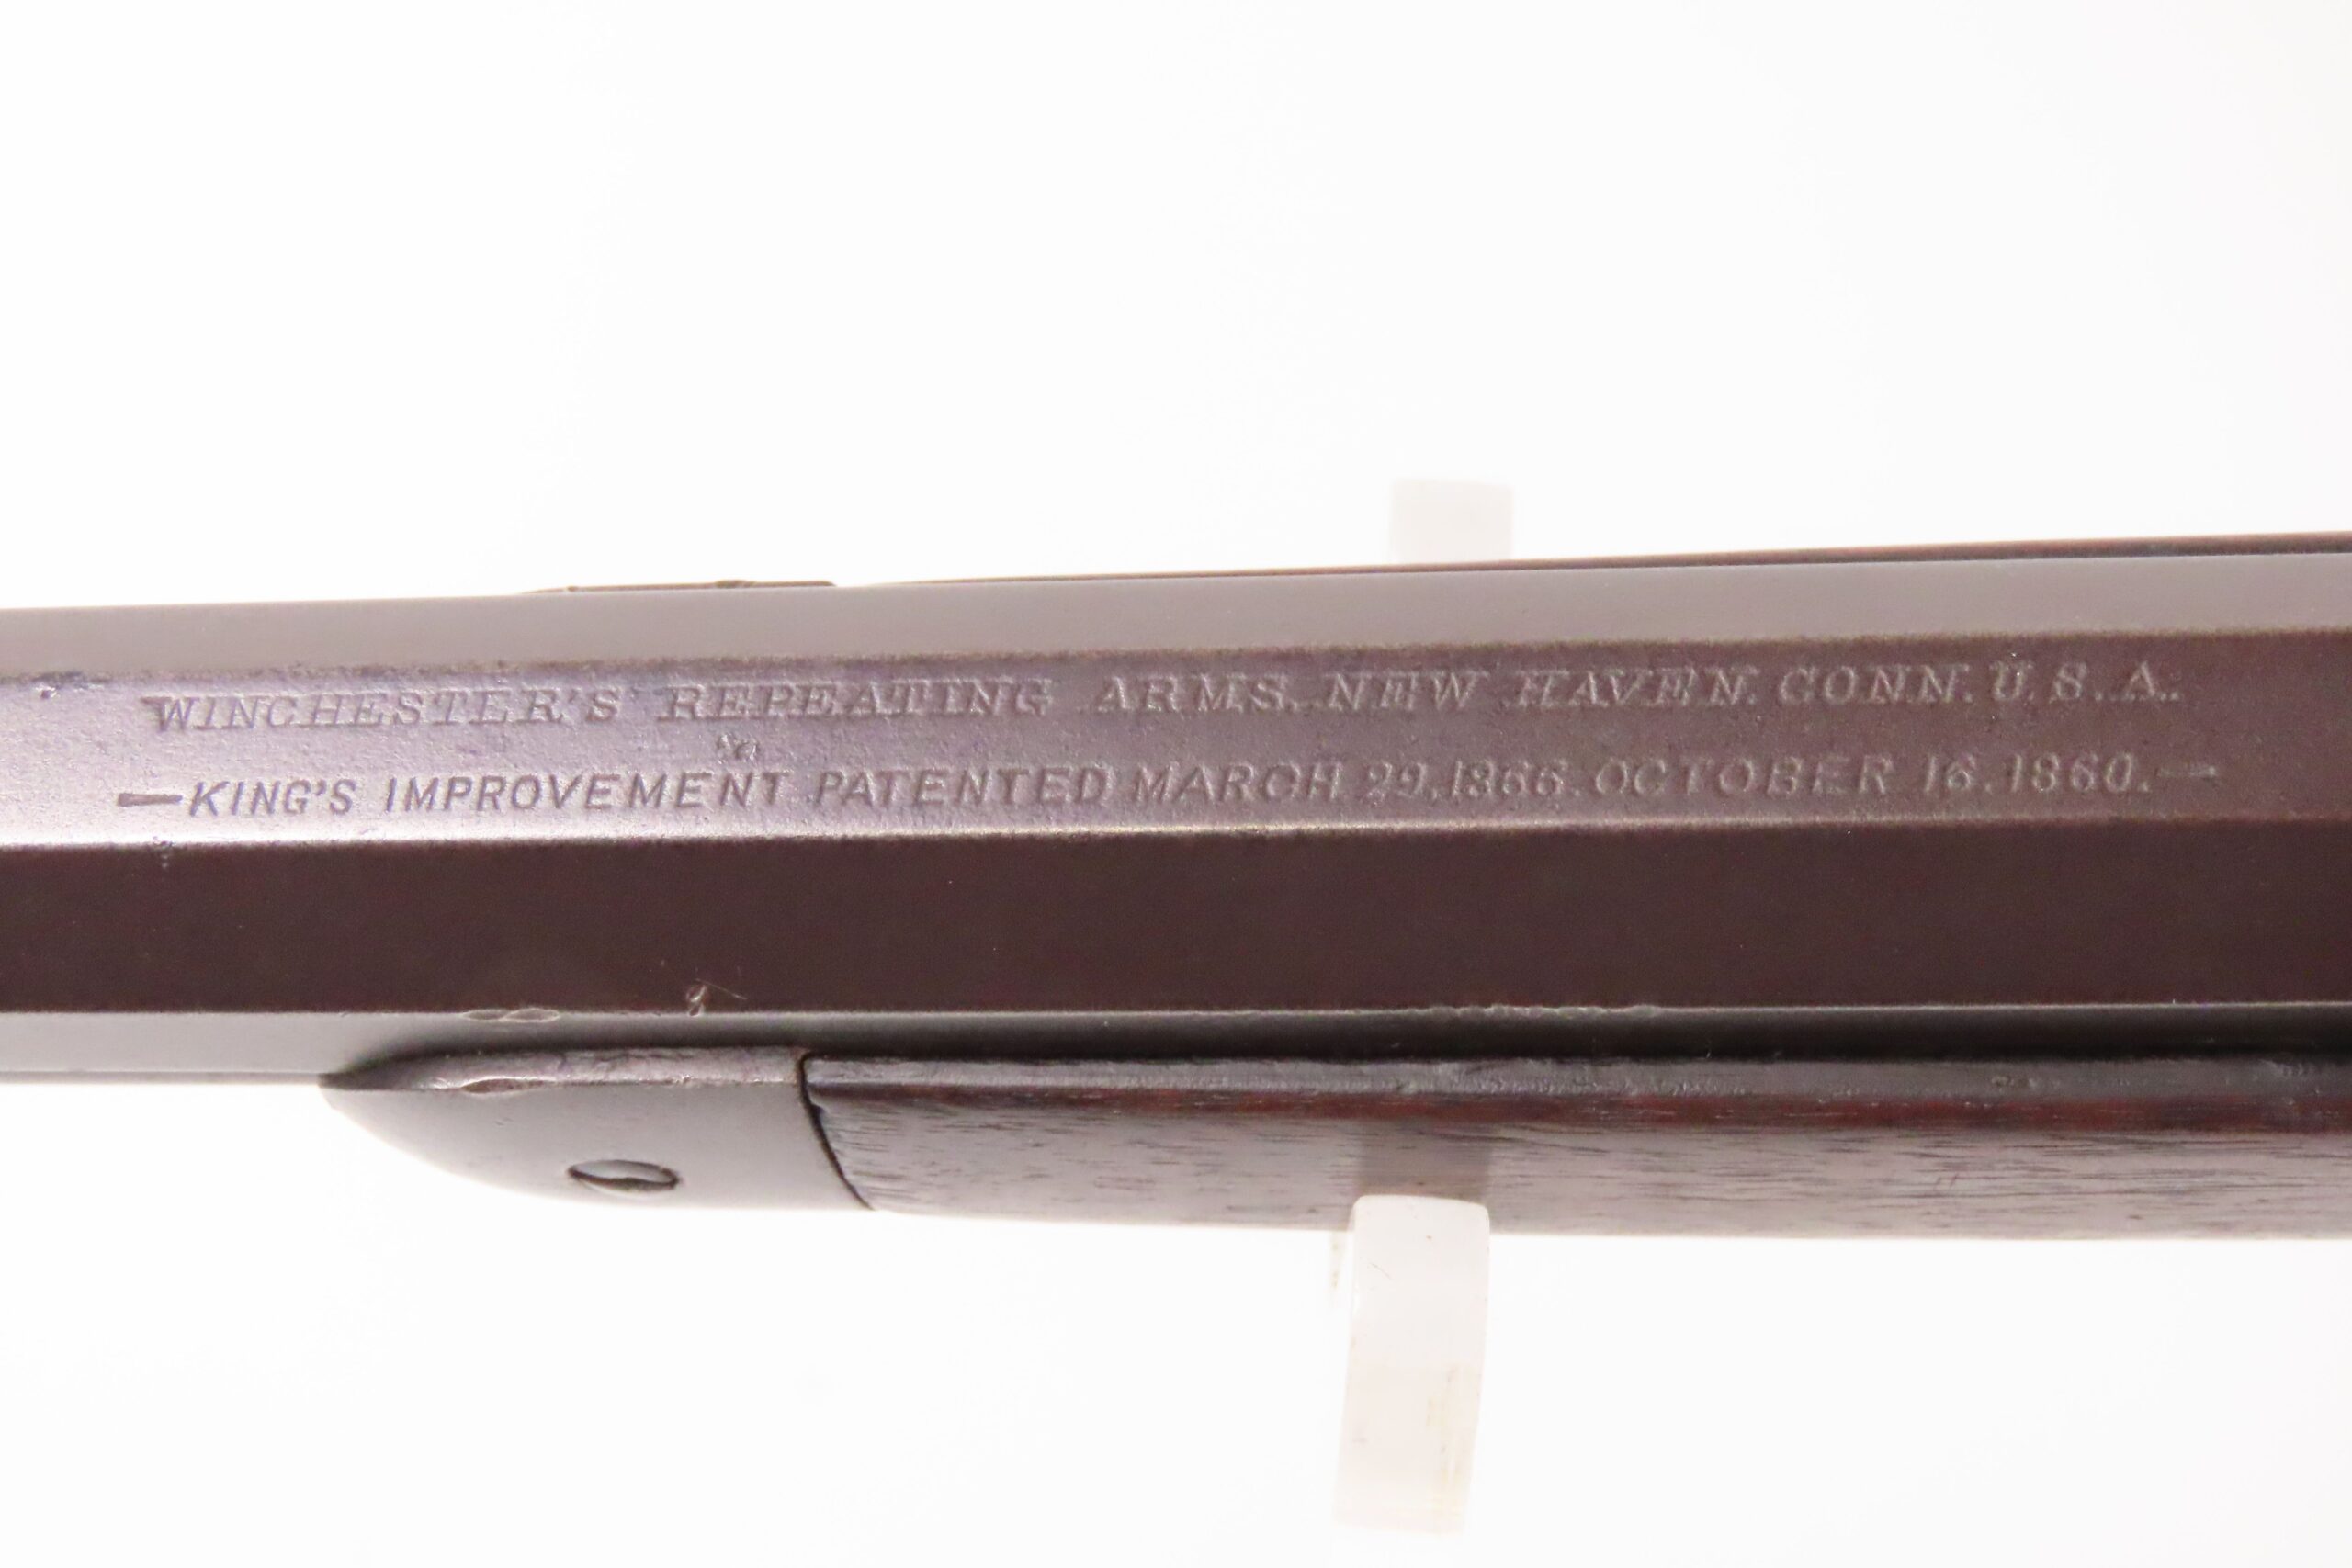 WINCHESTER'S REPEATING ARMS. NEW HAVEN. CONN. U.S.A.
—KING'S IMPROVEMENT PATENTED MARCH 29.1866. OCTOBER 16.1860.—